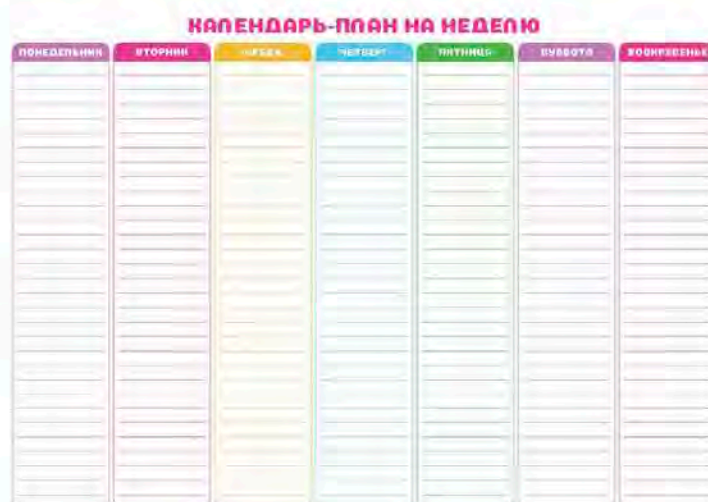 КАЛЕНДАРЬ-ПЛАН НА НЕДЕЛЮ
ПОНЕДЕЛЬНИК ВТОРНИК СРЕДА ЧЕТВЕРГ ПЯТНИЦА СУББОТА ВОСКРЕСЕНЬЕ